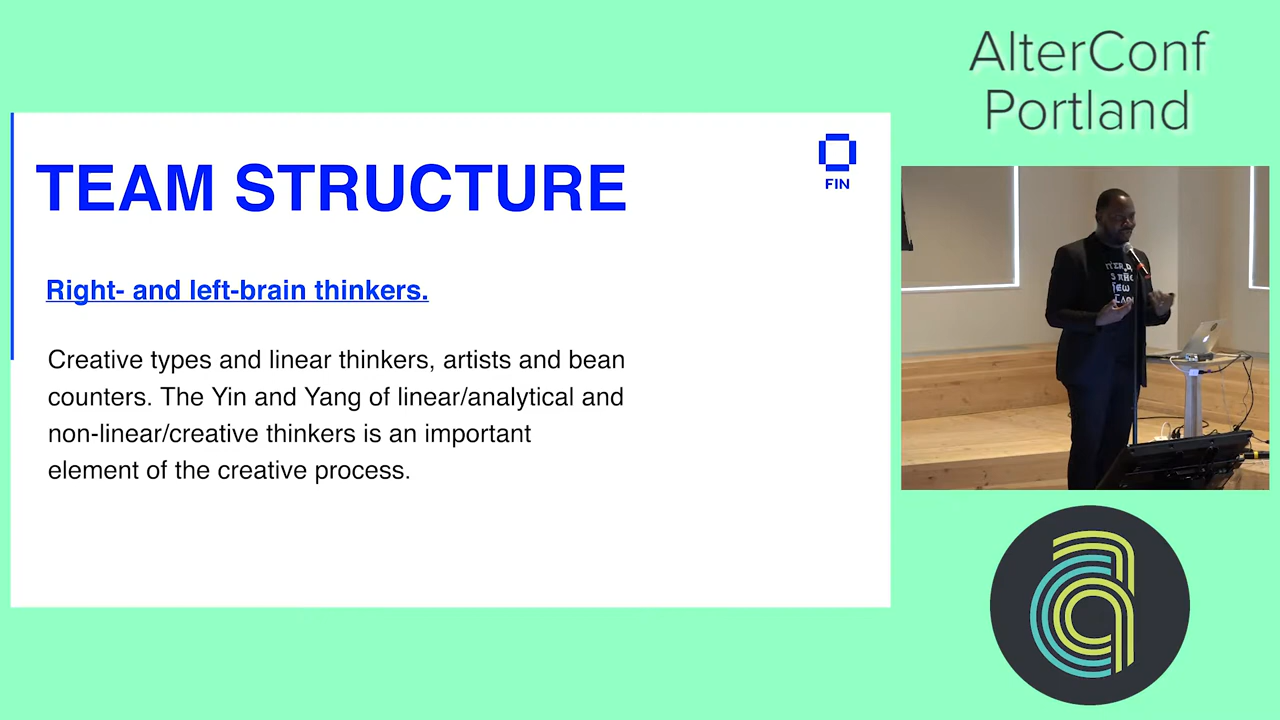 AlterConf
Portland
TEAM STRUCTURE
FIN
Right- and left-brain thinkers.
Creative types and linear thinkers, artists and bean
counters. The Yin and Yang of linear/analytical and
non-linear/creative thinkers is an important
element of the creative process.